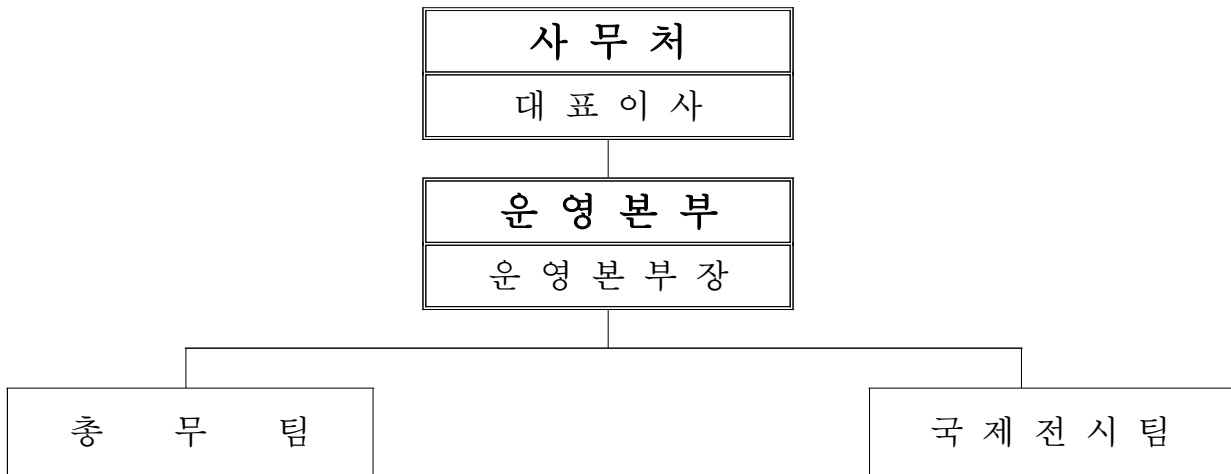 사 무 처
대 표 이 사
운 영 본 부
운 영 본 부 장
총 무 팀
국 제 전 시 팀